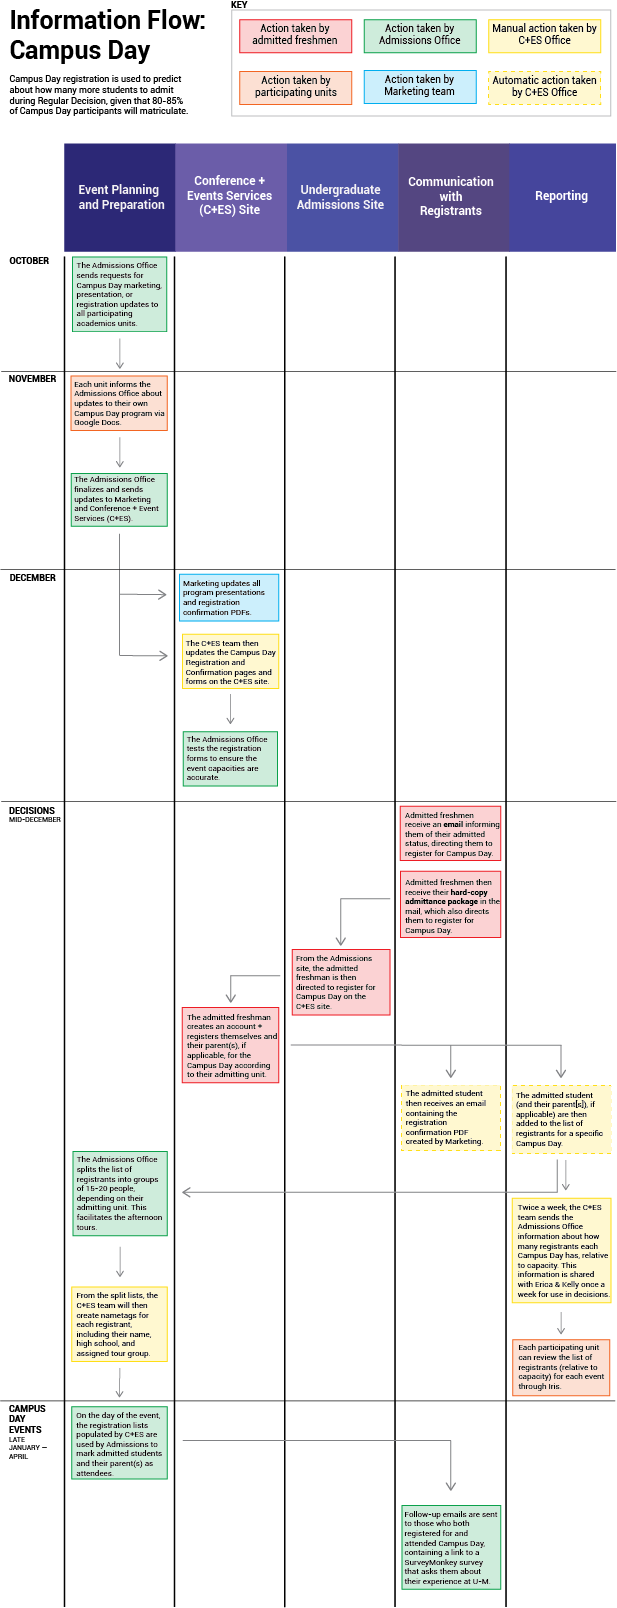 Information Flow:
Campus Day
Campus Day registration is used to predict
about how many more students to admit
during Regular Decision, given that 80-85%
of Campus Day participants will matriculate.
KEY
Action taken by
admitted freshmen
Action taken by
Admissions Office
Manual action taken by
C+ES Office
Action taken by
participating units
Action taken by
Marketing team
Automatic action taken
by C+ES Office
Event Planning
and Preparation
Conference +
Events Services
(C+ES) Site
Undergraduate
Admissions Site
Communication
with
Registrants
Reporting
OCTOBER
The Admissions Office
sends requests for
Campus Day marketing,
presentation, or
registration updates to
all participating
academics units.
NOVEMBER
Each unit informs the
Admissions Office about
updates to their own
Campus Day program via
Google Docs.
The Admissions Office
finalizes and sends
updates to Marketing
and Conference + Event
Services (C+ES).
DECEMBER
Marketing updates all
program presentations
and registration
confirmation PDFs.
The C+ES team then
updates the Campus Day
Registration and
Confirmation pages and
forms on the C+ES site.
The Admissions Office
tests the registration
forms to ensure the
event capacities are
accurate.
DECISIONS
MID-DECEMBER
Admitted freshmen
receive an email informing
them of their admitted
status, directing them to
register for Campus Day.
Admitted freshmen then
receive their hard-copy
admittance package in the
mail, which also directs
them to register for
Campus Day.
From the Admissions
site, the admitted
freshman is then
directed to register for
Campus Day on the
C+ES site.
The admitted freshman
creates an account +
registers themselves and
their parent(s), if
applicable, for the
Campus Day according
to their admitting unit.
The admitted student
then receives an email
containing the
registration
confirmation PDF
created by Marketing.
The admitted student
(and their parent[s]), if
applicable) are then
added to the list of
registrants for a specific
Campus Day.
The Admissions Office
splits the list of
registrants into groups
of 15-20 people,
depending on their
admitting unit. This
facilitates the afternoon
tours.
Twice a week, the C+ES
team sends the
Admissions Office
information about how
many registrants each
Campus Day has, relative
to capacity. This
information is shared
with Erica & Kelly once a
week for use in decisions.
From the split lists, the
C+ES team will then
create nametags for
each registrant,
including their name,
high school, and
assigned tour group.
Each participating unit
can review the list of
registrants (relative to
capacity) for each event
through Iris.
CAMPUS
DAY
EVENTS
LATE
JANUARY –
APRIL
On the day of the event,
the registration lists
populated by C+ES are
used by Admissions to
mark admitted students
and their parent(s) as
attendees.
Follow-up emails are sent
to those who both
registered for and
attended Campus Day,
containing a link to a
SurveyMonkey survey
that asks them about
their experience at U-M.